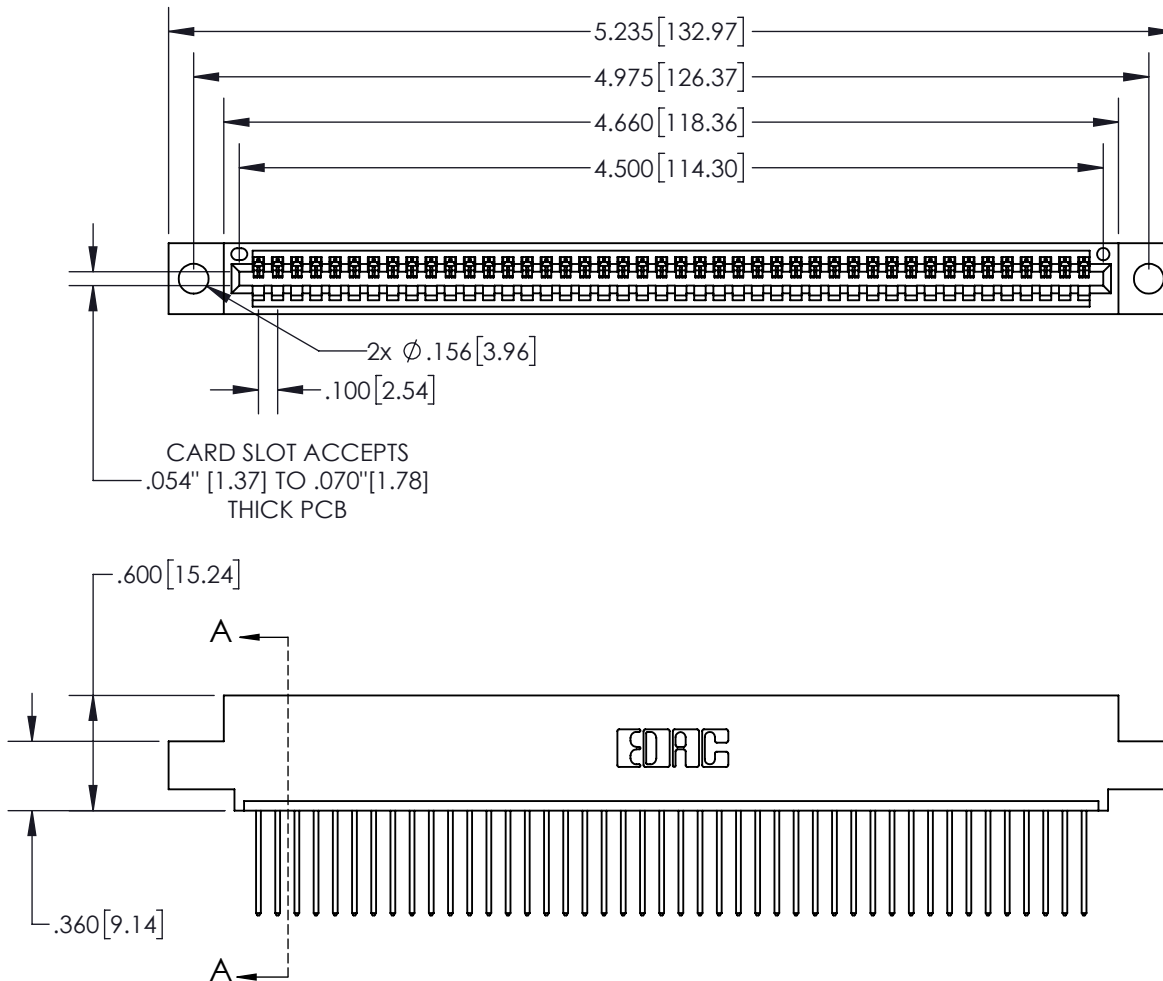 5.235[132.97]
4.975[126.37]
4.660[118.36]
4.500[114.30]
2x Ø.156[3.96]
.100[2.54]
CARD SLOT ACCEPTS
.054" [1.37] TO .070"[1.78]
THICK PCB
.600[15.24]
A
EDAC
.360[9.14]
A